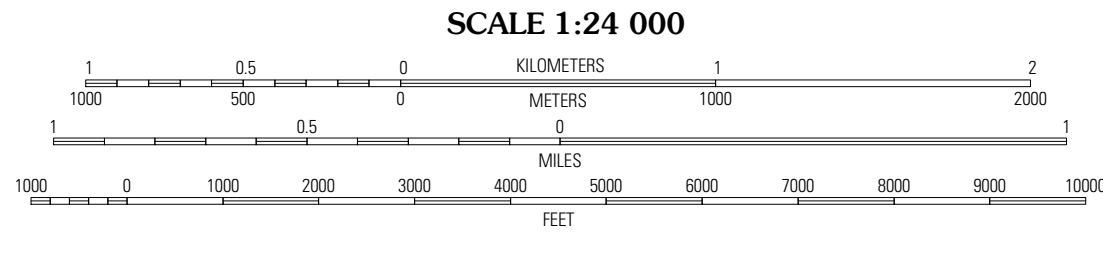 SCALE 1:24 000
1 0.5 0 KILOMETERS 1 2
1000 500 0 METERS 1000 2000
1 0.5 0 1
MILES
1000 0 1000 2000 3000 4000 5000 6000 7000 8000 9000 10000
FEET